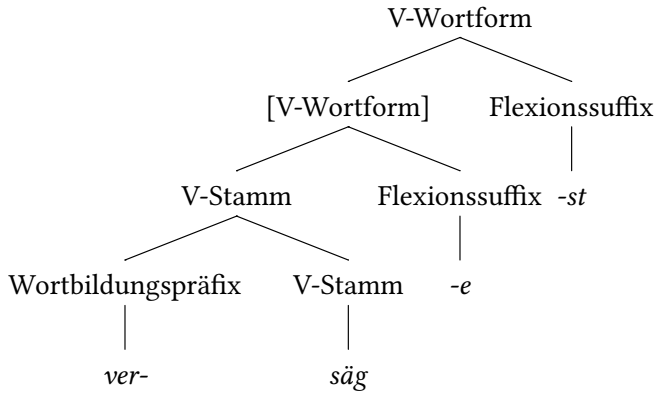 V-Wortform
[V-Wortform] Flexionssuffix
V-Stamm Flexionssuffix -st
Wortbildungspräfix V-Stamm -e
ver- säg